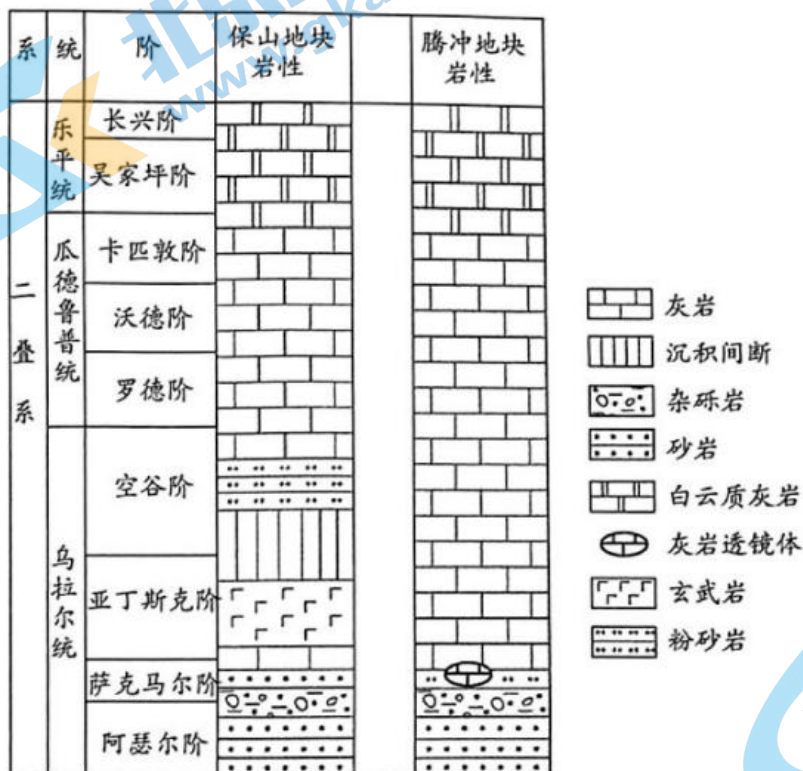 系
统
阶
保山地块
岩性
腾冲地块
岩性
二叠系
乐平统
长兴阶
吴家坪阶
瓜德鲁普统
卡匹敦阶
沃德阶
罗德阶
乌拉尔统
空谷阶
亚丁斯克阶
萨克马尔阶
阿瑟尔阶
灰岩
沉积间断
杂砾岩
砂岩
白云质灰岩
灰岩透镜体
玄武岩
粉砂岩